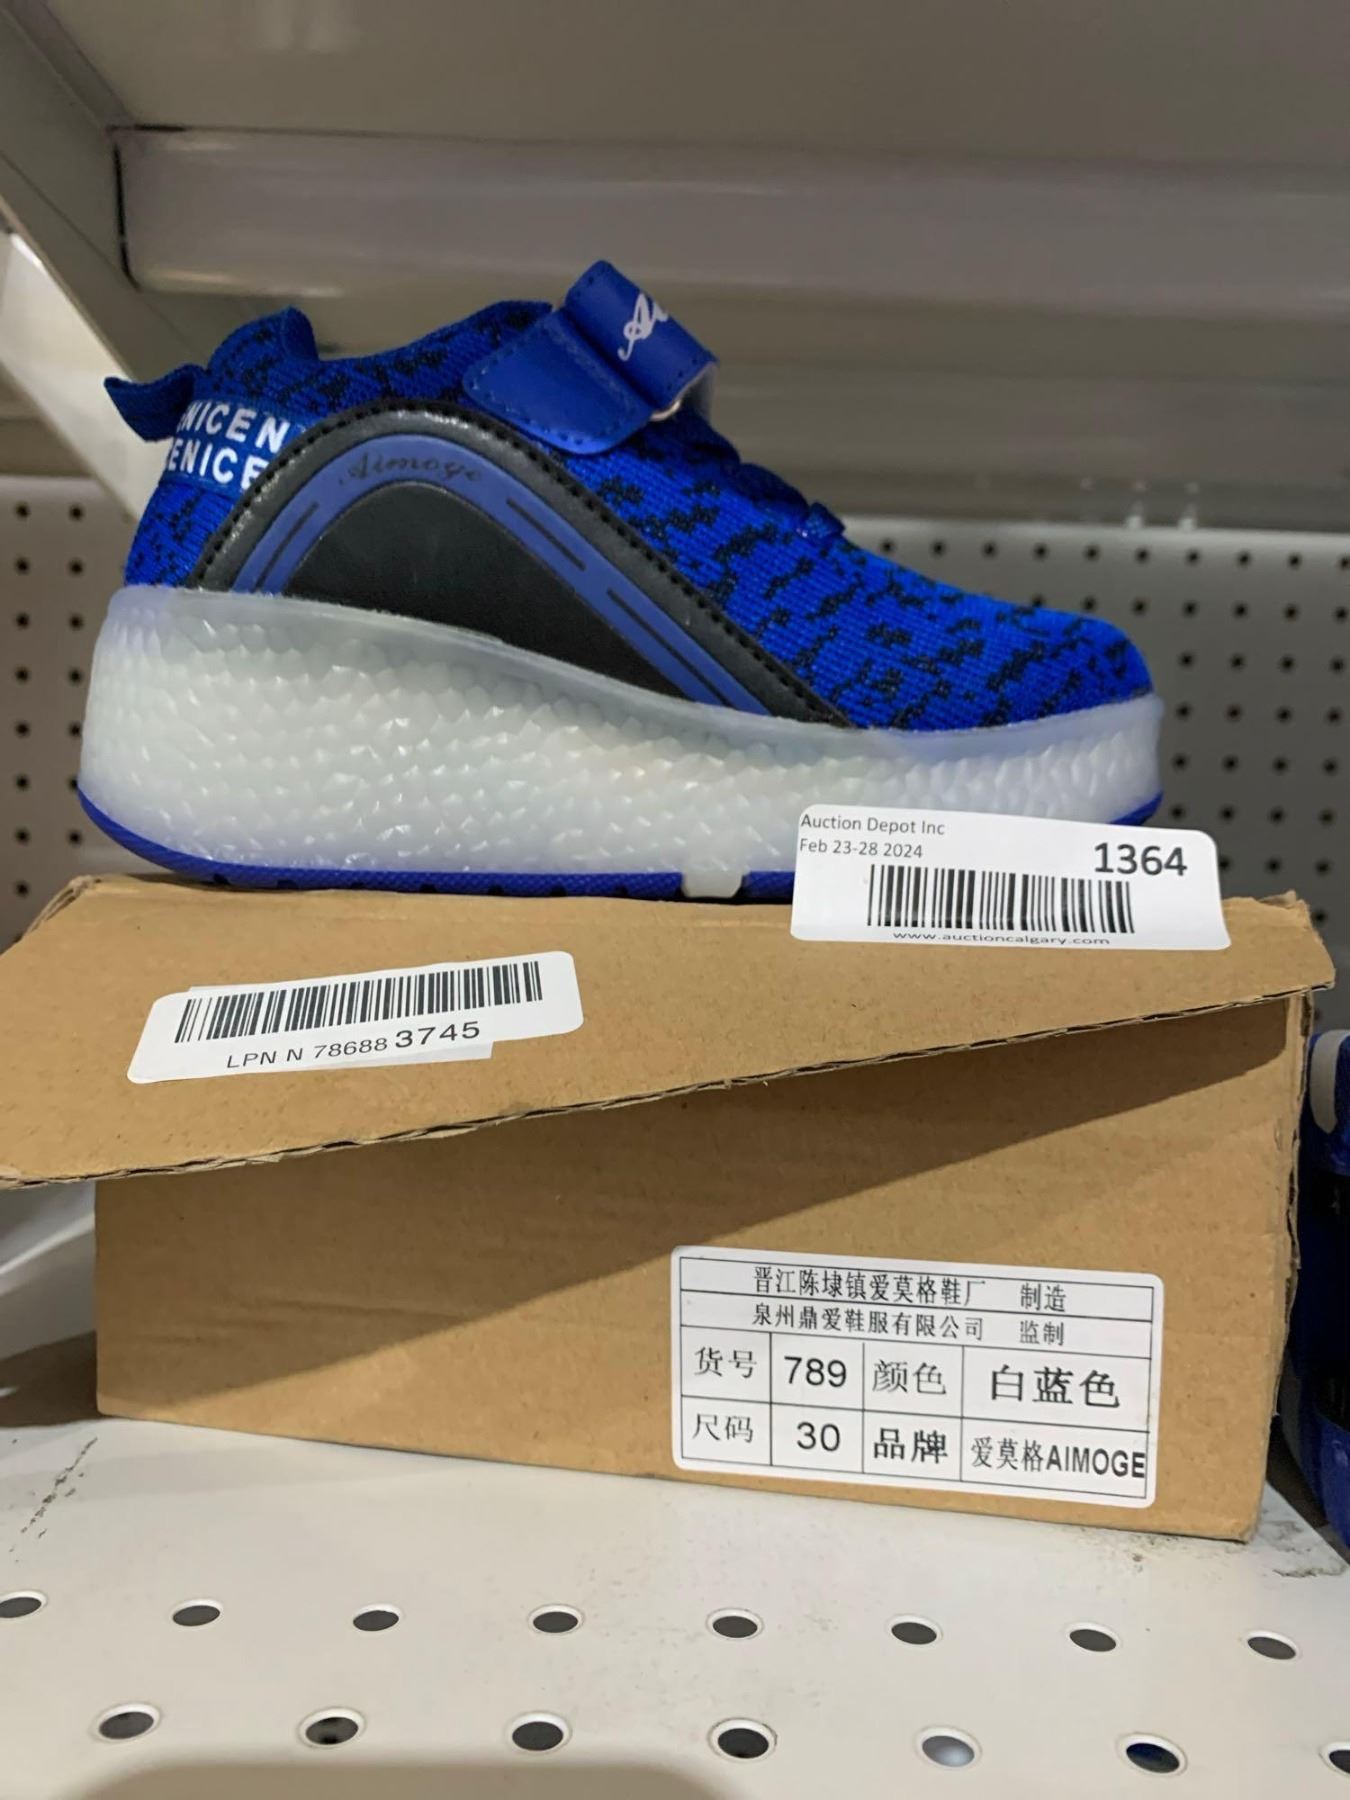 NICEN
ENICE
Aimoge
Auction Depot Inc
Feb 23-28 2024
1364
www.auctioncalgary.com
LPN N 78688 3745
晋江陈埭镇爱莫格鞋厂 制造
泉州鼎爱鞋服有限公司 监制
货号 789 颜色 白蓝色
尺码 30 品牌 爱莫格AIMOGE